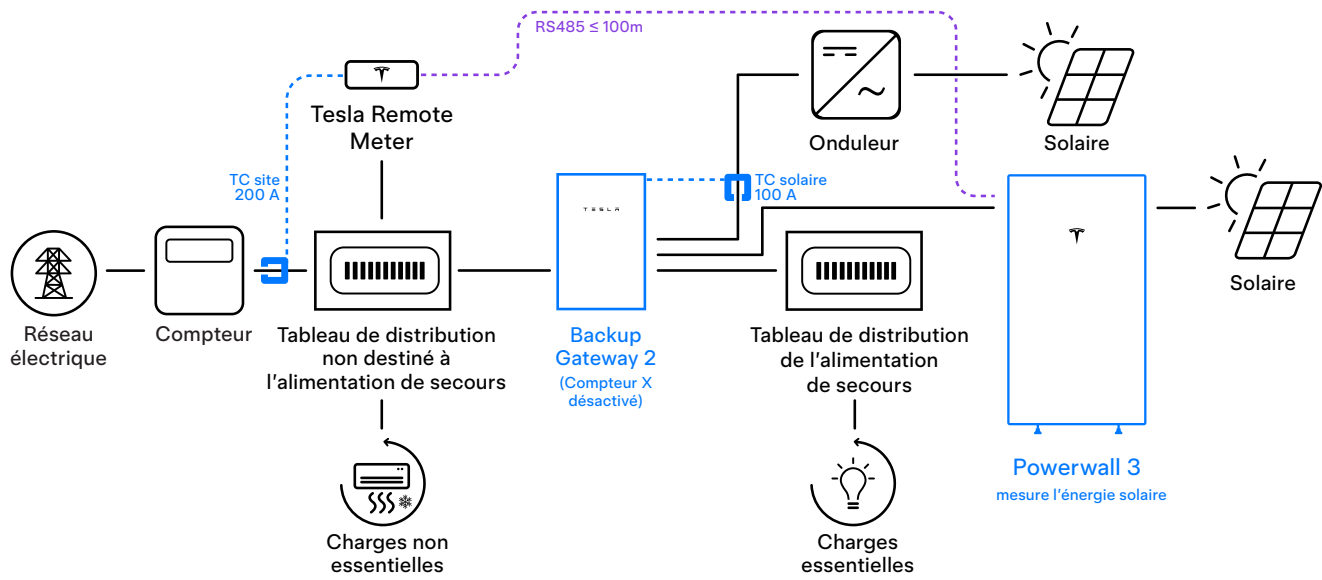 RS485 ≤ 100m
Tesla Remote
Meter
Onduleur
Solaire
TC site
200 A
TC solaire
100 A
TESLA
Solaire
Réseau
électrique
Compteur
Tableau de distribution
non destiné à
l’alimentation de secours
Backup
Gateway 2
(Compteur X
désactivé)
Tableau de distribution
de l’alimentation
de secours
Powerwall 3
mesure l’énergie solaire
Charges non
essentielles
Charges
essentielles